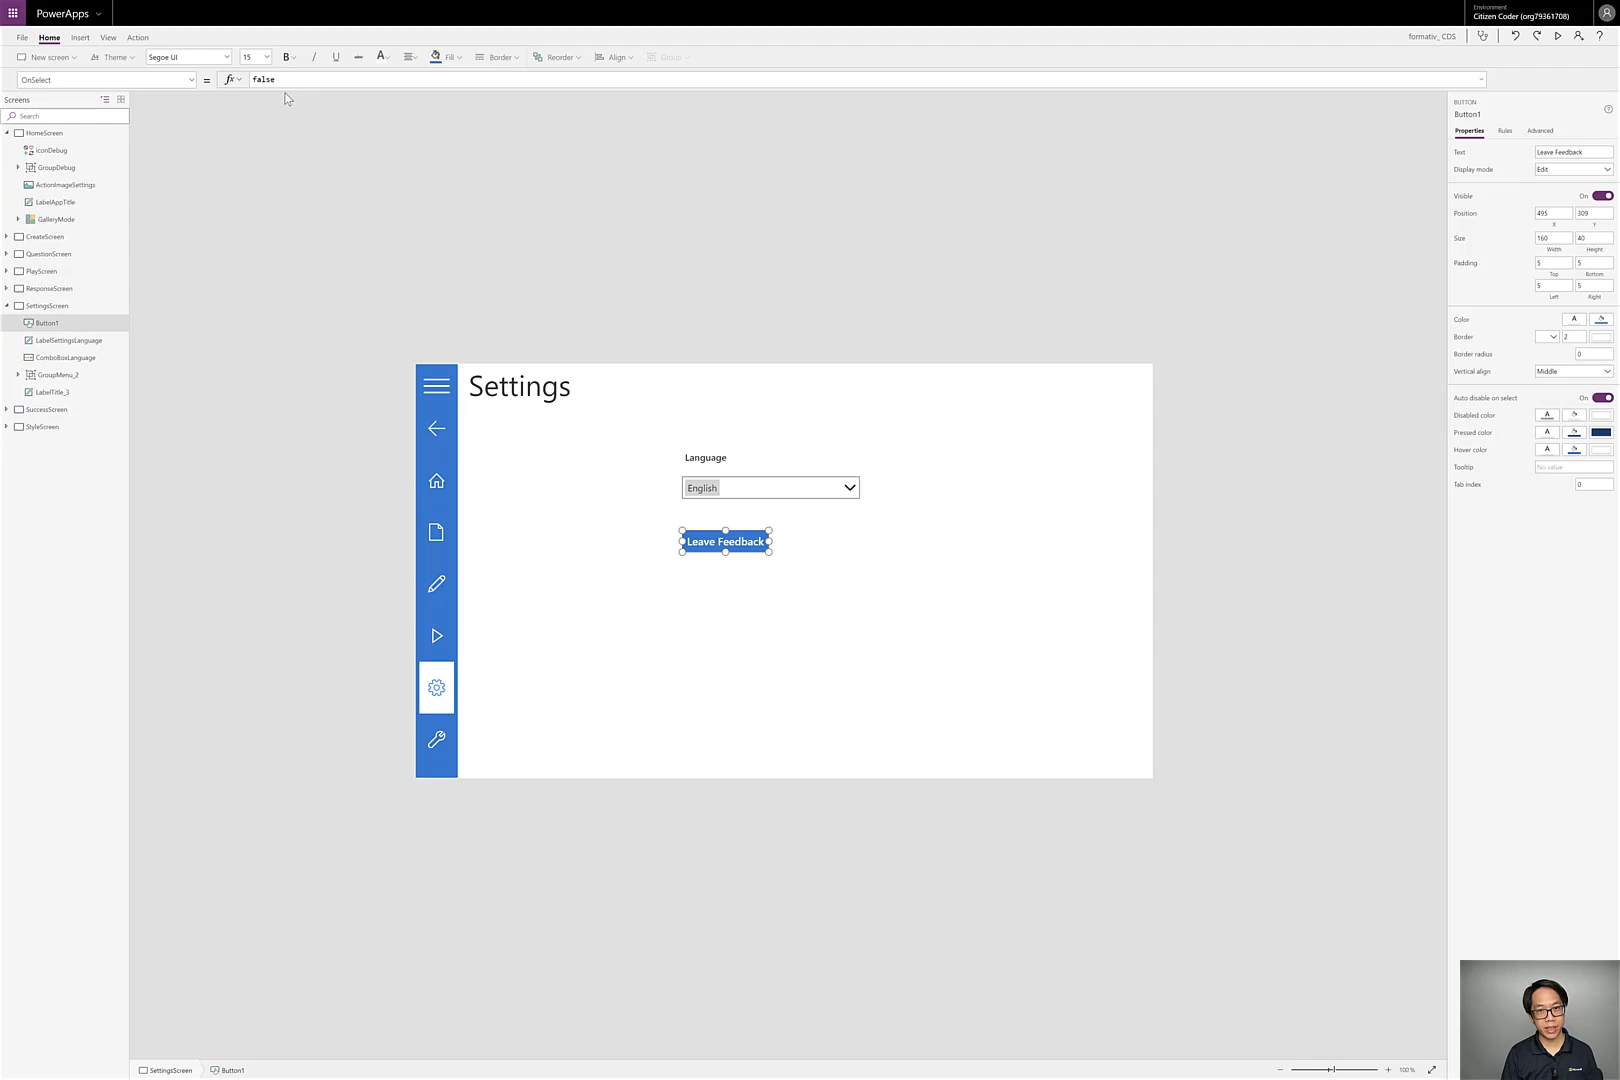 PowerApps
Environment
Citizen Coder (org79361708)
File Home Insert View Action
formativ_ CDS
New screen Theme Segoe UI 15 B / U A Fill Border Reorder Align Group
OnSelect = fx false
Screens
Search
HomeScreen
iconDebug
GroupDebug
ActionImageSettings
LabelAppTitle
GalleryMode
CreateScreen
QuestionScreen
PlayScreen
ResponseScreen
SettingsScreen
Button1
LabelSettingsLanguage
ComboBoxLanguage
GroupMenu_2
LabelTitle_3
SuccessScreen
StyleScreen
Settings
Language
English
Leave Feedback
BUTTON
Button1
Properties Rules Advanced
Text Leave Feedback
Display mode Edit
Visible On
Position 495 309
X Y
Size 160 40
Width Height
Padding 5 5
Top Bottom
5 5
Left Right
Color A
Border 2
Border radius 0
Vertical align Middle
Auto disable on select On
Disabled color A
Pressed color A
Hover color A
Tooltip No value
Tab index 0
SettingsScreen Button1
100 %